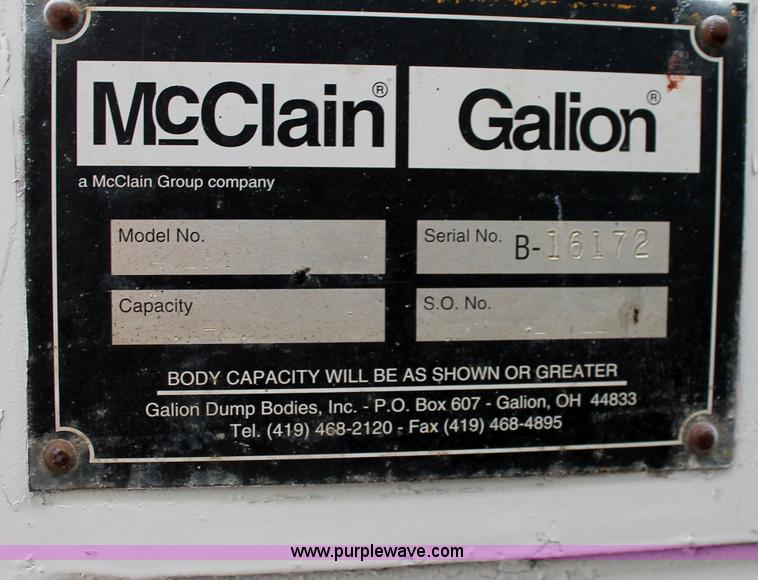 McClain® Galion®
a McClain Group company
Model No. Serial No. B-16172
Capacity S.O. No.
BODY CAPACITY WILL BE AS SHOWN OR GREATER
Galion Dump Bodies, Inc. - P.O. Box 607 - Galion, OH 44833
Tel. (419) 468-2120 - Fax (419) 468-4895
www.purplewave.com